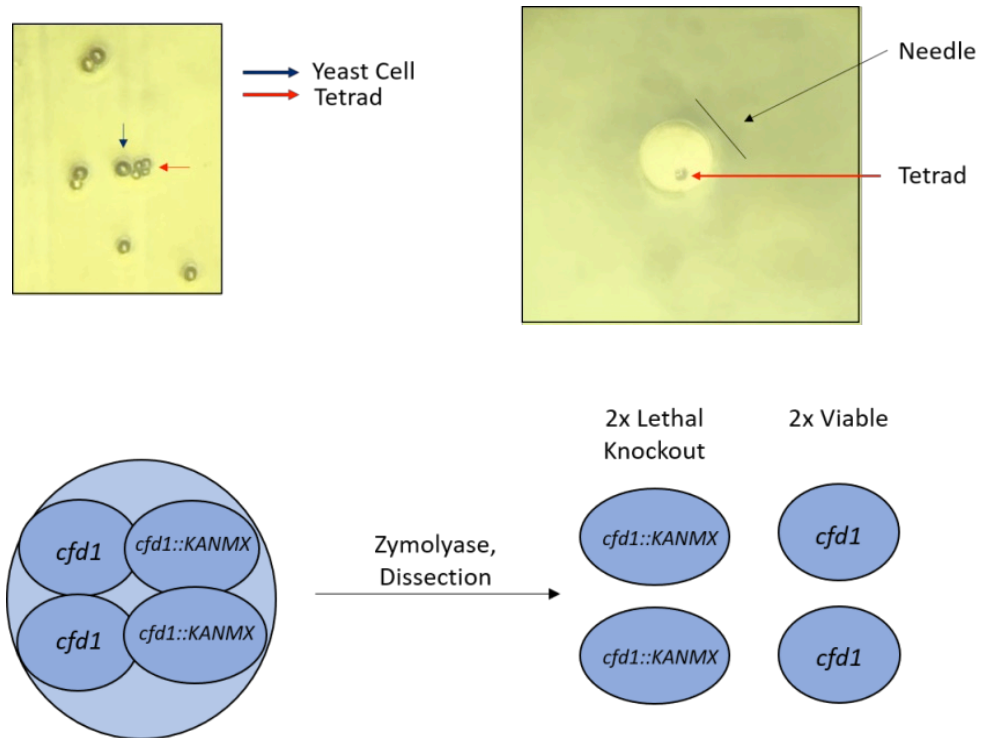 Yeast Cell
Tetrad
Needle
Tetrad
2x Lethal
Knockout
2x Viable
cfd1
cfd1::KANMX
cfd1
cfd1::KANMX
Zymolyase,
Dissection
cfd1::KANMX
cfd1
cfd1::KANMX
cfd1